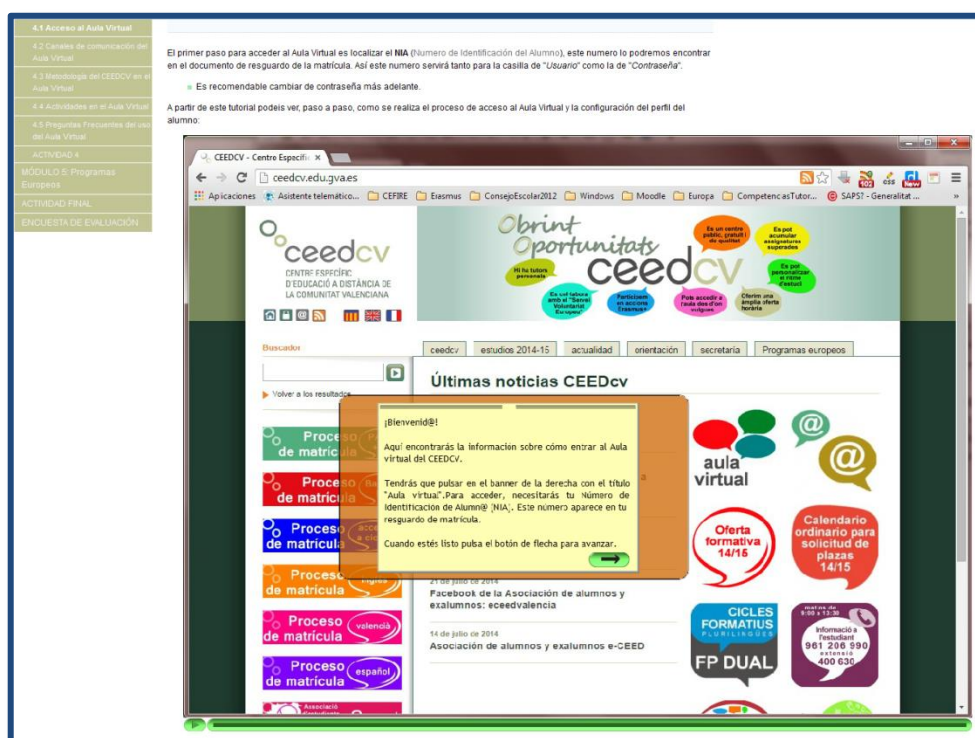 4.1 Acceso al Aula Virtual
4.2 Canales de comunicación del
Aula Virtual
4.3 Metodología del CEEDCV en el
Aula Virtual
4.4 Actividades en el Aula Virtual
4.5 Preguntas Frecuentes del uso
del Aula Virtual
ACTIVIDAD 4
MÓDULO 5: Programas
Europeos
ACTIVIDAD FINAL
ENCUESTA DE EVALUACIÓN
El primer paso para acceder al Aula Virtual es localizar el NIA (Numero de Identificación del Alumno), este numero lo podremos encontrar
en el documento de resguardo de la matrícula. Así este numero servirá tanto para la casilla de "Usuario" como la de "Contraseña".
Es recomendable cambiar de contraseña más adelante.
A partir de este tutorial podeis ver, paso a paso, como se realiza el proceso de acceso al Aula Virtual y la configuración del perfil del
alumno:
CEEDCV - Centre Específi
ceedcv.edu.gva.es
102
css
New
Aplicaciones
Asistente telemático...
CEFIRE
Erasmus
ConsejoEscolar2012
Windows
Moodle
Europa
CompetenciasTutor...
SAPS? - Generalitat ...
»
ceedcv
CENTRE ESPECÍFIC
D'EDUCACIÓ A DISTÀNCIA DE
LA COMUNITAT VALENCIANA
Obrint
Oportunitats
ceedcv
Hi ha tutors
personals
Es un centre
públic, gratuït i
de qualitat
Es pot
acumular
assignatures
superades
Es pot
personalitzar
el ritme
d'estudi
Participem
en accions
Erasmus+
Pots accedir a
l'aula des d'on
vulgues
Oferim una
àmplia oferta
horària
Buscador
Volver a los resultados
ceedcv
estudios 2014-15
actualidad
orientación
secretaria
Programas europeos
Últimas noticias CEEDcv
¡Bienvenid@!
Aquí encontrarás la información sobre cómo entrar al Aula
virtual del CEEDCV.
Tendrás que pulsar en el banner de la derecha con el título
"Aula virtual".Para acceder, necesitarás tu Número de
Identificación de Alumn@ [NIA]. Este número aparece en tu
resguardo de matrícula.
Cuando estés listo pulsa el botón de flecha para avanzar.
Proceso
de matrícula
Proceso
de matrícula
Proceso
de matrícula
Proceso
de matrícula
Proceso
de matrícula
valencià
Proceso
de matrícula
español
Associació
21 de julio de 2014
Facebook de la Asociación de alumnos y
exalumnos: eceedvalencia
14 de julio de 2014
Asociación de alumnos y exalumnos e-CEED
aula
virtual
@
@
Oferta
formativa
14/15
Calendario
ordinario para
solicitud de
plazas
14/15
CICLES
FORMATIUS
PLURILINGÜES
FP DUAL
matins de
9:00 a 13:30
Informació a
l'estudiant
961 206 990
extensió
400 630